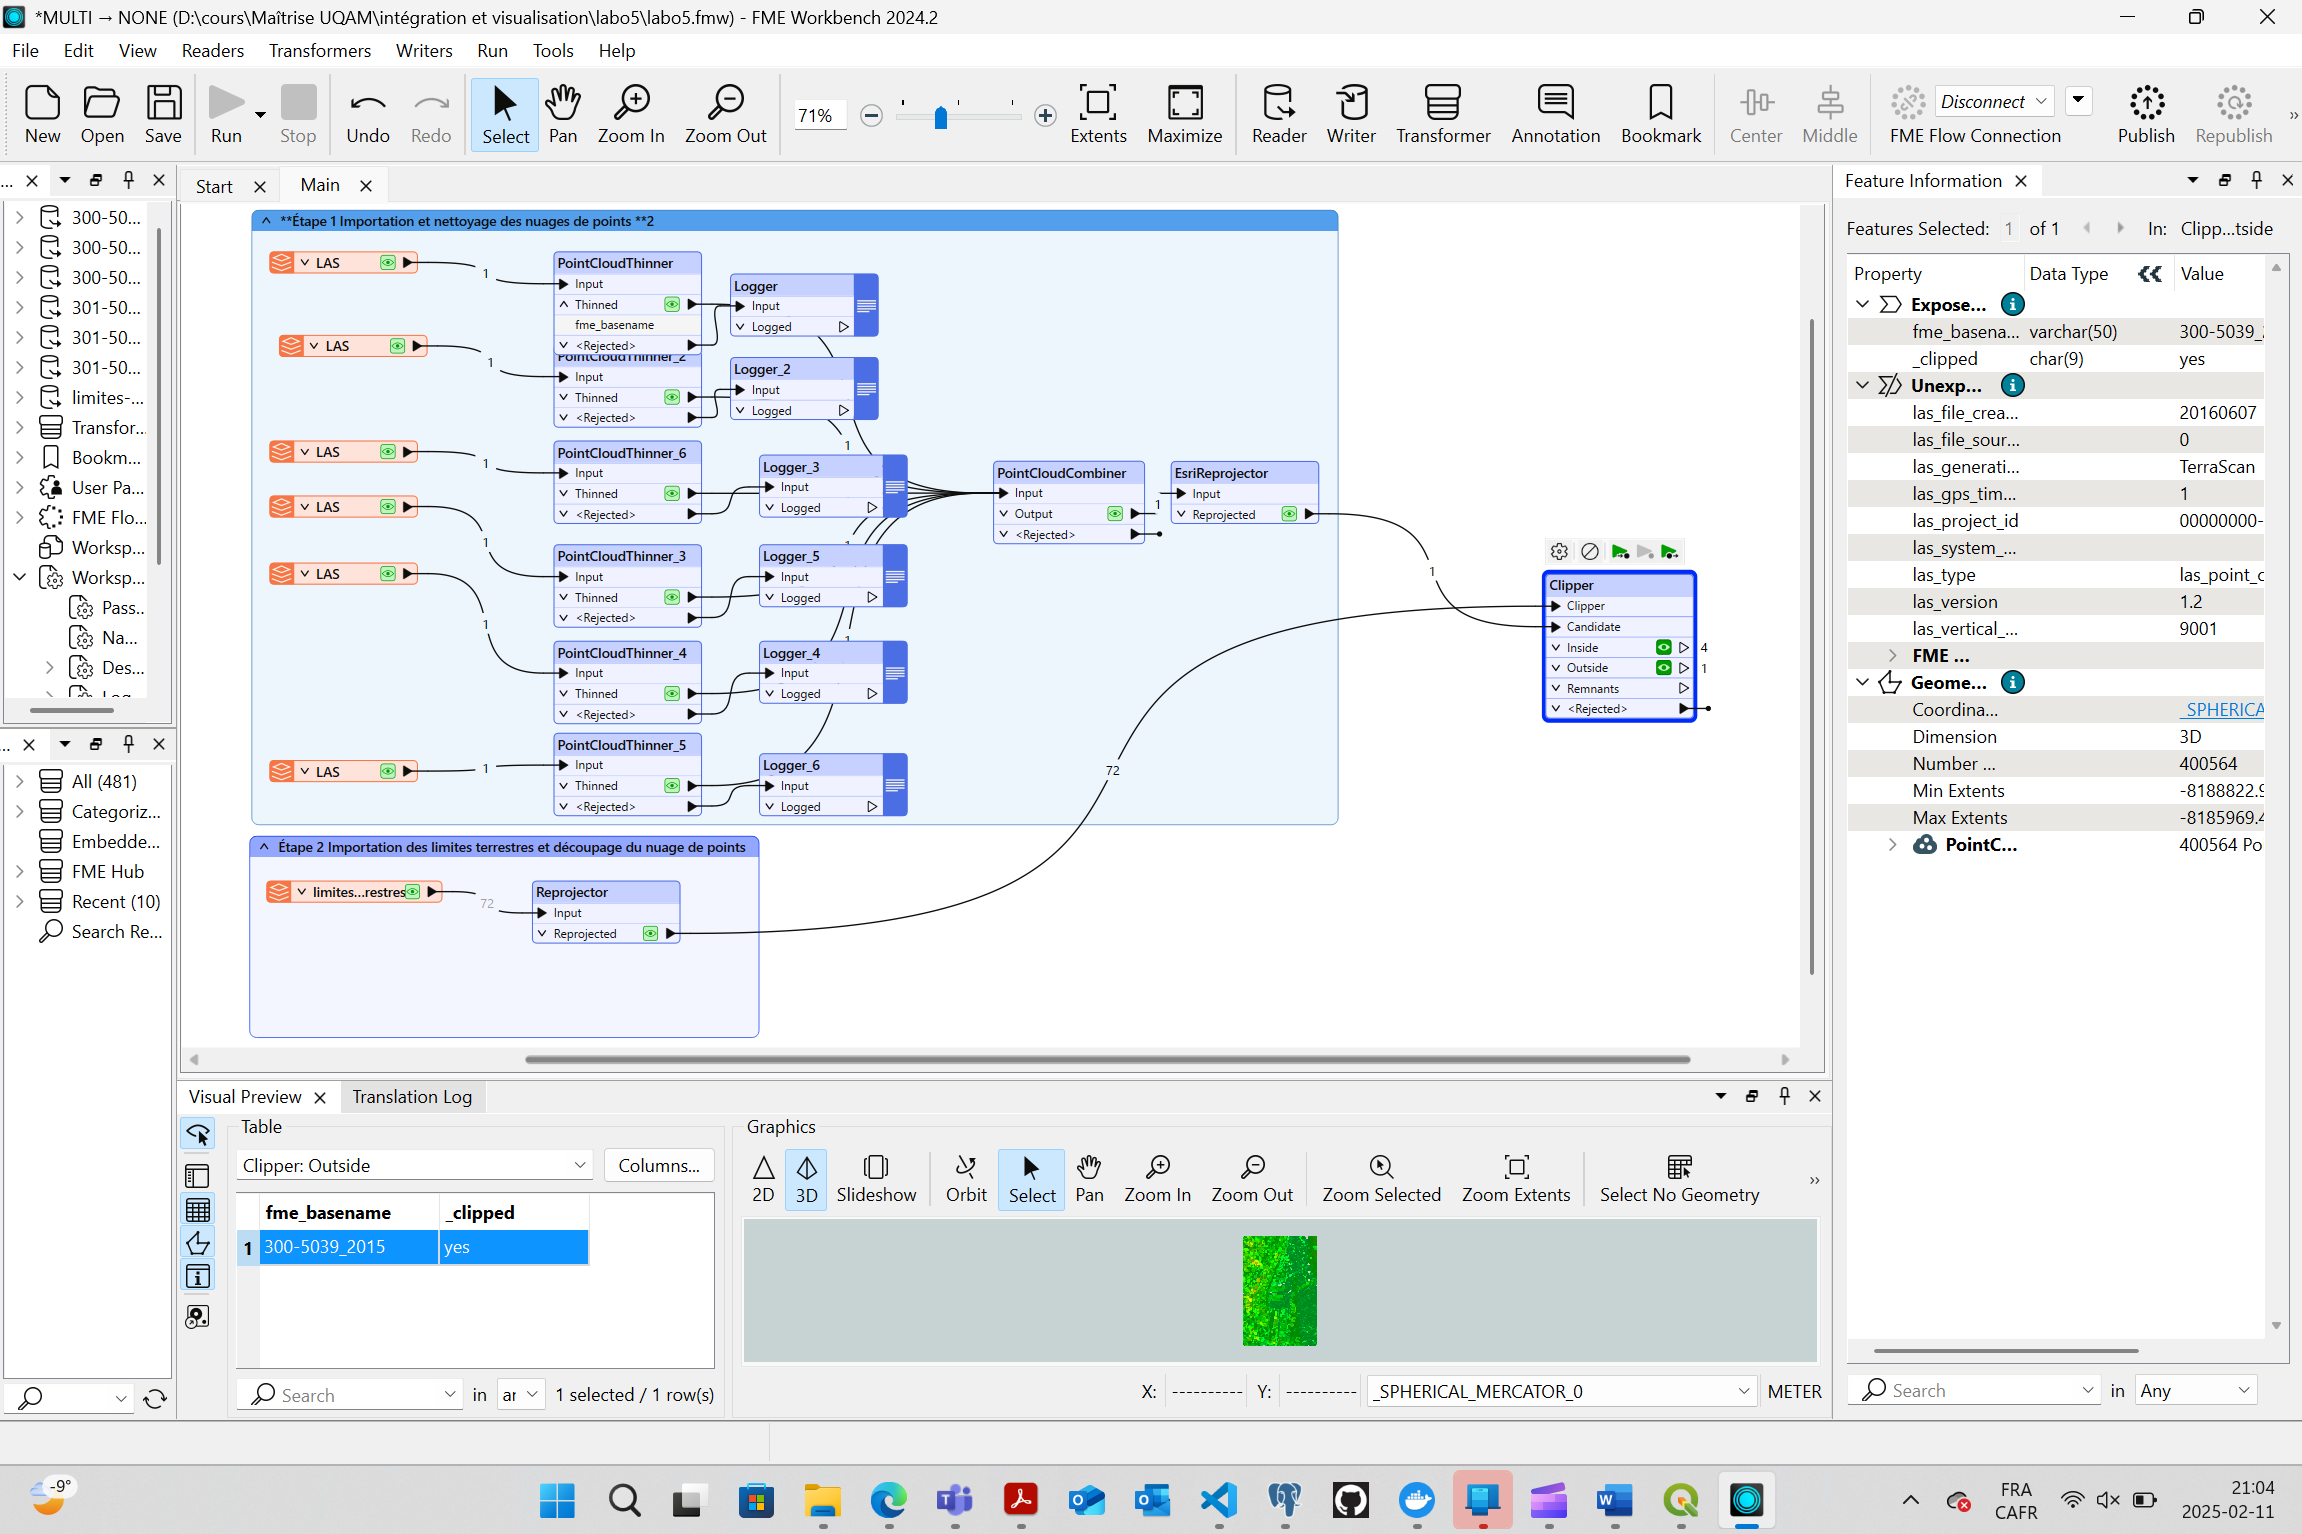 *MULTI → NONE (D:\cours\Maîtrise UQAM\intégration et visualisation\labo5\labo5.fmw) - FME Workbench 2024.2
File Edit View Readers Transformers Writers Run Tools Help
New Open Save Run Stop Undo Redo Select Pan Zoom In Zoom Out 71% Extents Maximize Reader Writer Transformer Annotation Bookmark Center Middle Disconnect FME Flow Connection Publish Republish
...
300-50...
300-50...
300-50...
301-50...
301-50...
301-50...
limites-...
Transfor...
Bookm...
User Pa...
FME Flo...
Worksp...
Worksp...
Pass...
Na...
Des...
...
All (481)
Categoriz...
Embedde...
FME Hub
Recent (10)
Search Re...
Start Main
**Étape 1 Importation et nettoyage des nuages de points **2
LAS
1
PointCloudThinner
Input
Thinned
fme_basename
<Rejected>
Logger
Input
Logged
LAS
1
PointCloudThinner_2
Input
Thinned
<Rejected>
Logger_2
Input
Logged
1
LAS
1
PointCloudThinner_6
Input
Thinned
<Rejected>
Logger_3
Input
Logged
LAS
1
PointCloudThinner_3
Input
Thinned
<Rejected>
1
Logger_5
Input
Logged
LAS
1
PointCloudThinner_4
Input
Thinned
<Rejected>
1
Logger_4
Input
Logged
LAS
1
PointCloudThinner_5
Input
Thinned
<Rejected>
Logger_6
Input
Logged
PointCloudCombiner
Input
Output
<Rejected>
1
EsriReprojector
Input
Reprojected
1
Clipper
Clipper
Candidate
Inside 4
Outside 1
Remnants
<Rejected>
72
Étape 2 Importation des limites terrestres et découpage du nuage de points
limites...restres
72
Reprojector
Input
Reprojected
Visual Preview Translation Log
Table
Clipper: Outside Columns...
fme_basename _clipped
1 300-5039_2015 yes
Search in ar 1 selected / 1 row(s)
Graphics
2D 3D Slideshow Orbit Select Pan Zoom In Zoom Out Zoom Selected Zoom Extents Select No Geometry
X: ---------- Y: ---------- _SPHERICAL_MERCATOR_0 METER
Feature Information
Features Selected: 1 of 1 In: Clipp...tside
Property Data Type Value
Expose...
fme_basena... varchar(50) 300-5039_
_clipped char(9) yes
Unexp...
las_file_crea... 20160607
las_file_sour... 0
las_generati... TerraScan
las_gps_tim... 1
las_project_id 00000000-
las_system_...
las_type las_point_c
las_version 1.2
las_vertical_... 9001
FME ...
Geome...
Coordina... _SPHERICA
Dimension 3D
Number ... 400564
Min Extents -8188822.9
Max Extents -8185969.4
PointC... 400564 Po
Search in Any
-9°
FRA
CAFR
21:04
2025-02-11